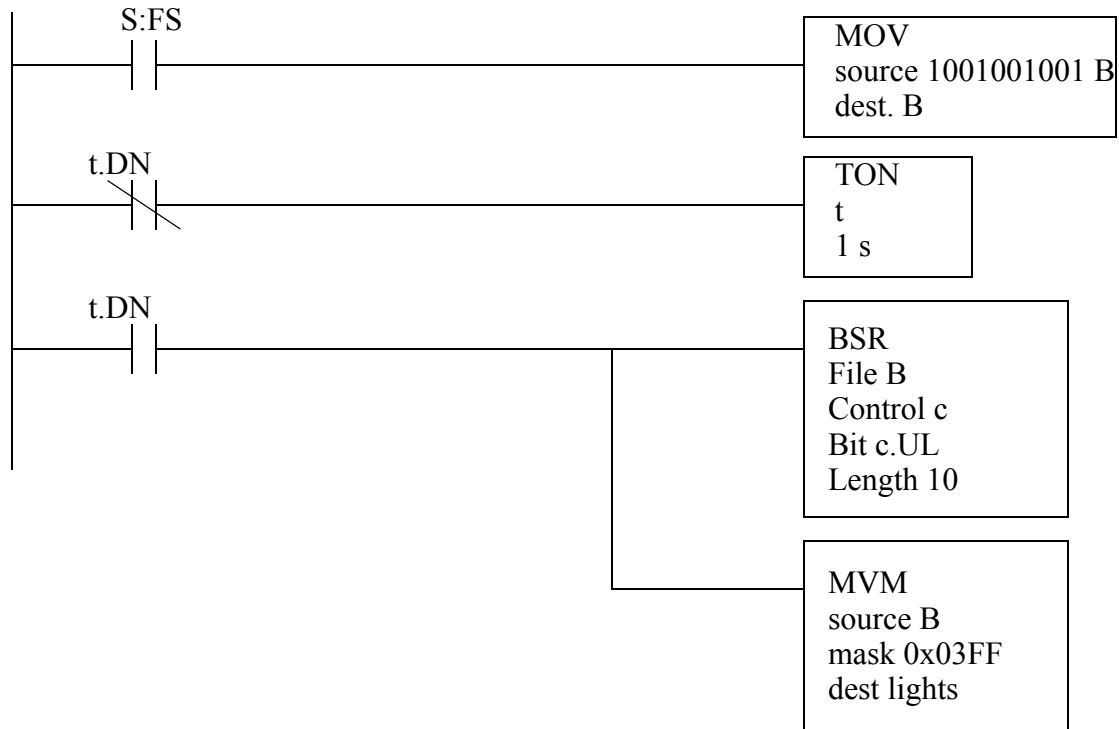 S:FS
MOV
source 1001001001 B
dest. B
t.DN
TON
t
1 s
t.DN
BSR
File B
Control c
Bit c.UL
Length 10
MVM
source B
mask 0x03FF
dest lights